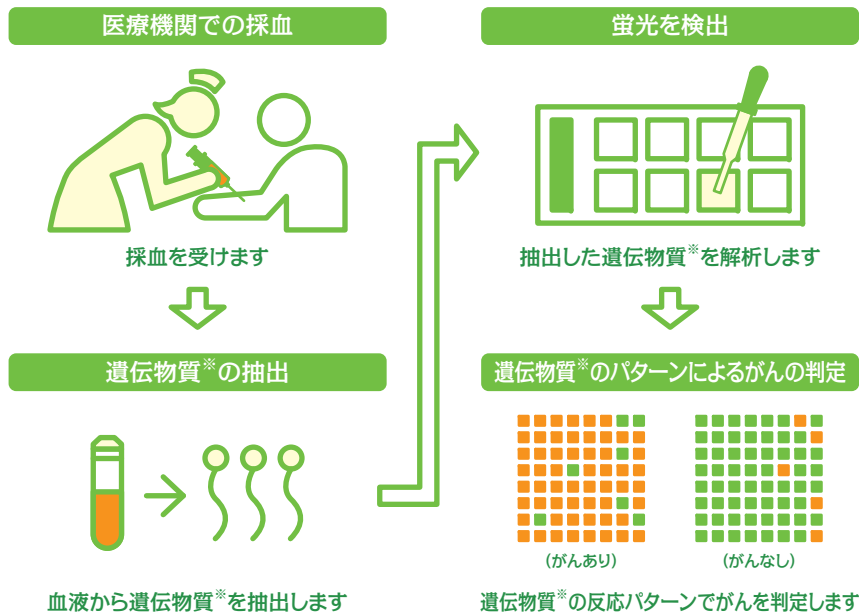 医療機関での採血
採血を受けます
遺伝物質※の抽出
血液から遺伝物質※を抽出します
蛍光を検出
抽出した遺伝物質※を解析します
遺伝物質※のパターンによるがんの判定
(がんあり)
(がんなし)
遺伝物質※の反応パターンでがんを判定します